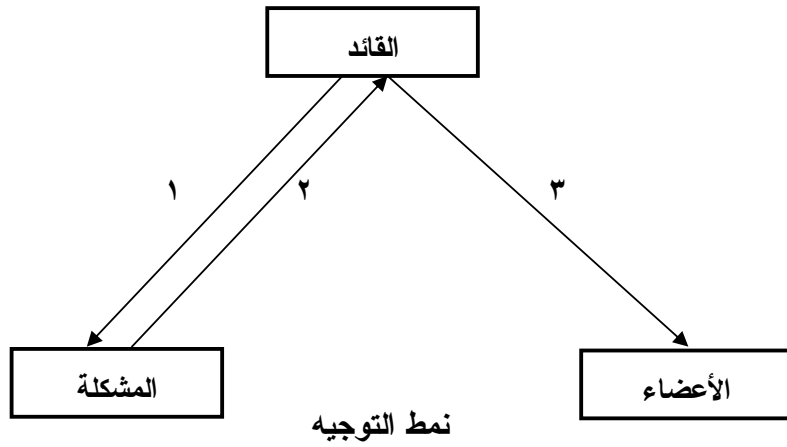 القائد
١
٢
٣
المشكلة
الأعضاء
نمط التوجيه